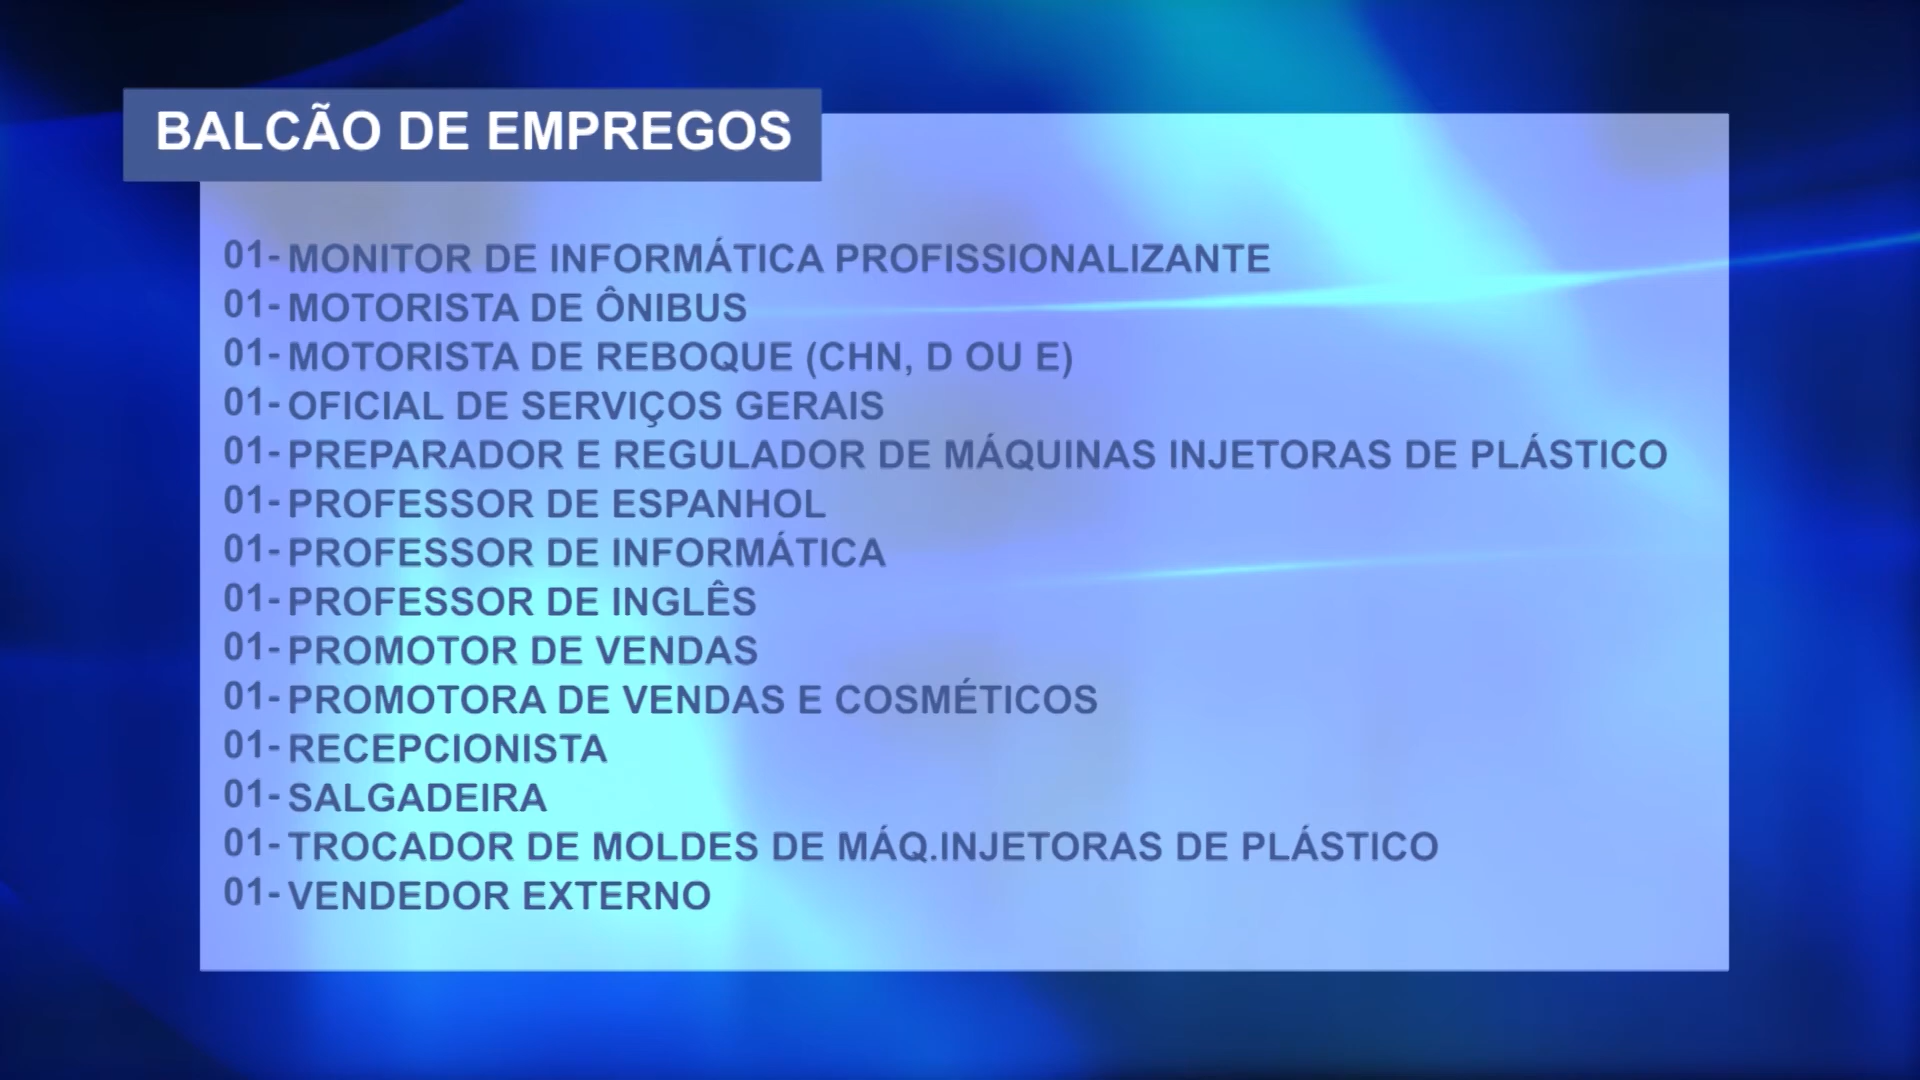 BALCÃO DE EMPREGOS
01- MONITOR DE INFORMÁTICA PROFISSIONALIZANTE
01- MOTORISTA DE ÔNIBUS
01- MOTORISTA DE REBOQUE (CHN, D OU E)
01- OFICIAL DE SERVIÇOS GERAIS
01- PREPARADOR E REGULADOR DE MÁQUINAS INJETORAS DE PLÁSTICO
01- PROFESSOR DE ESPANHOL
01- PROFESSOR DE INFORMÁTICA
01- PROFESSOR DE INGLÊS
01- PROMOTOR DE VENDAS
01- PROMOTORA DE VENDAS E COSMÉTICOS
01- RECEPCIONISTA
01- SALGADEIRA
01- TROCADOR DE MOLDES DE MÁQ.INJETORAS DE PLÁSTICO
01- VENDEDOR EXTERNO